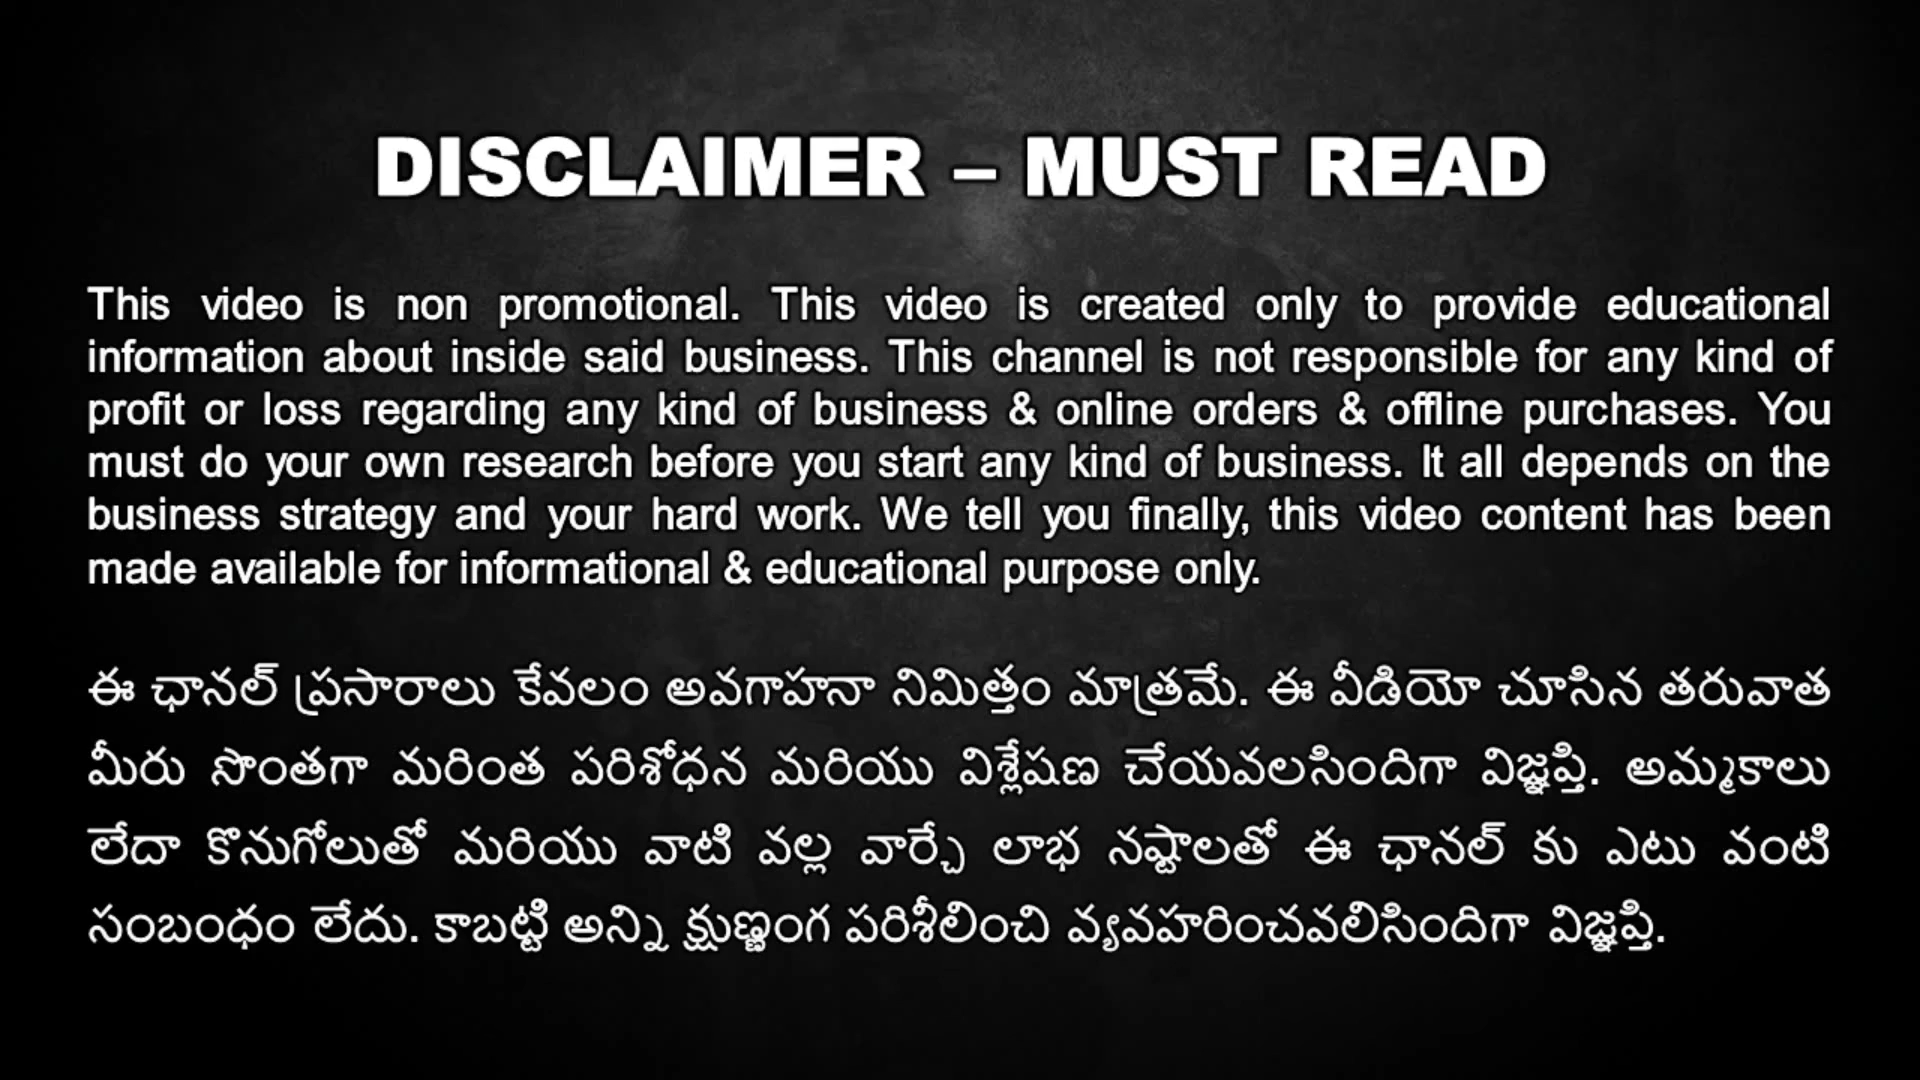 DISCLAIMER – MUST READ
This video is non promotional. This video is created only to provide educational
information about inside said business. This channel is not responsible for any kind of
profit or loss regarding any kind of business & online orders & offline purchases. You
must do your own research before you start any kind of business. It all depends on the
business strategy and your hard work. We tell you finally, this video content has been
made available for informational & educational purpose only.
ఈ ఛానల్ ప్రసారాలు కేవలం అవగాహనా నిమిత్తం మాత్రమే. ఈ వీడియో చూసిన తరువాత
మీరు సొంతగా మరింత పరిశోధన మరియు విశ్లేషణ చేయవలసిందిగా విజ్ఞప్తి. అమ్మకాలు
లేదా కొనుగోలుతో మరియు వాటి వల్ల వార్చే లాభ నష్టాలతో ఈ ఛానల్ కు ఎటు వంటి
సంబంధం లేదు. కాబట్టి అన్ని క్షుణ్ణంగ పరిశీలించి వ్యవహరించవలిసిందిగా విజ్ఞప్తి.